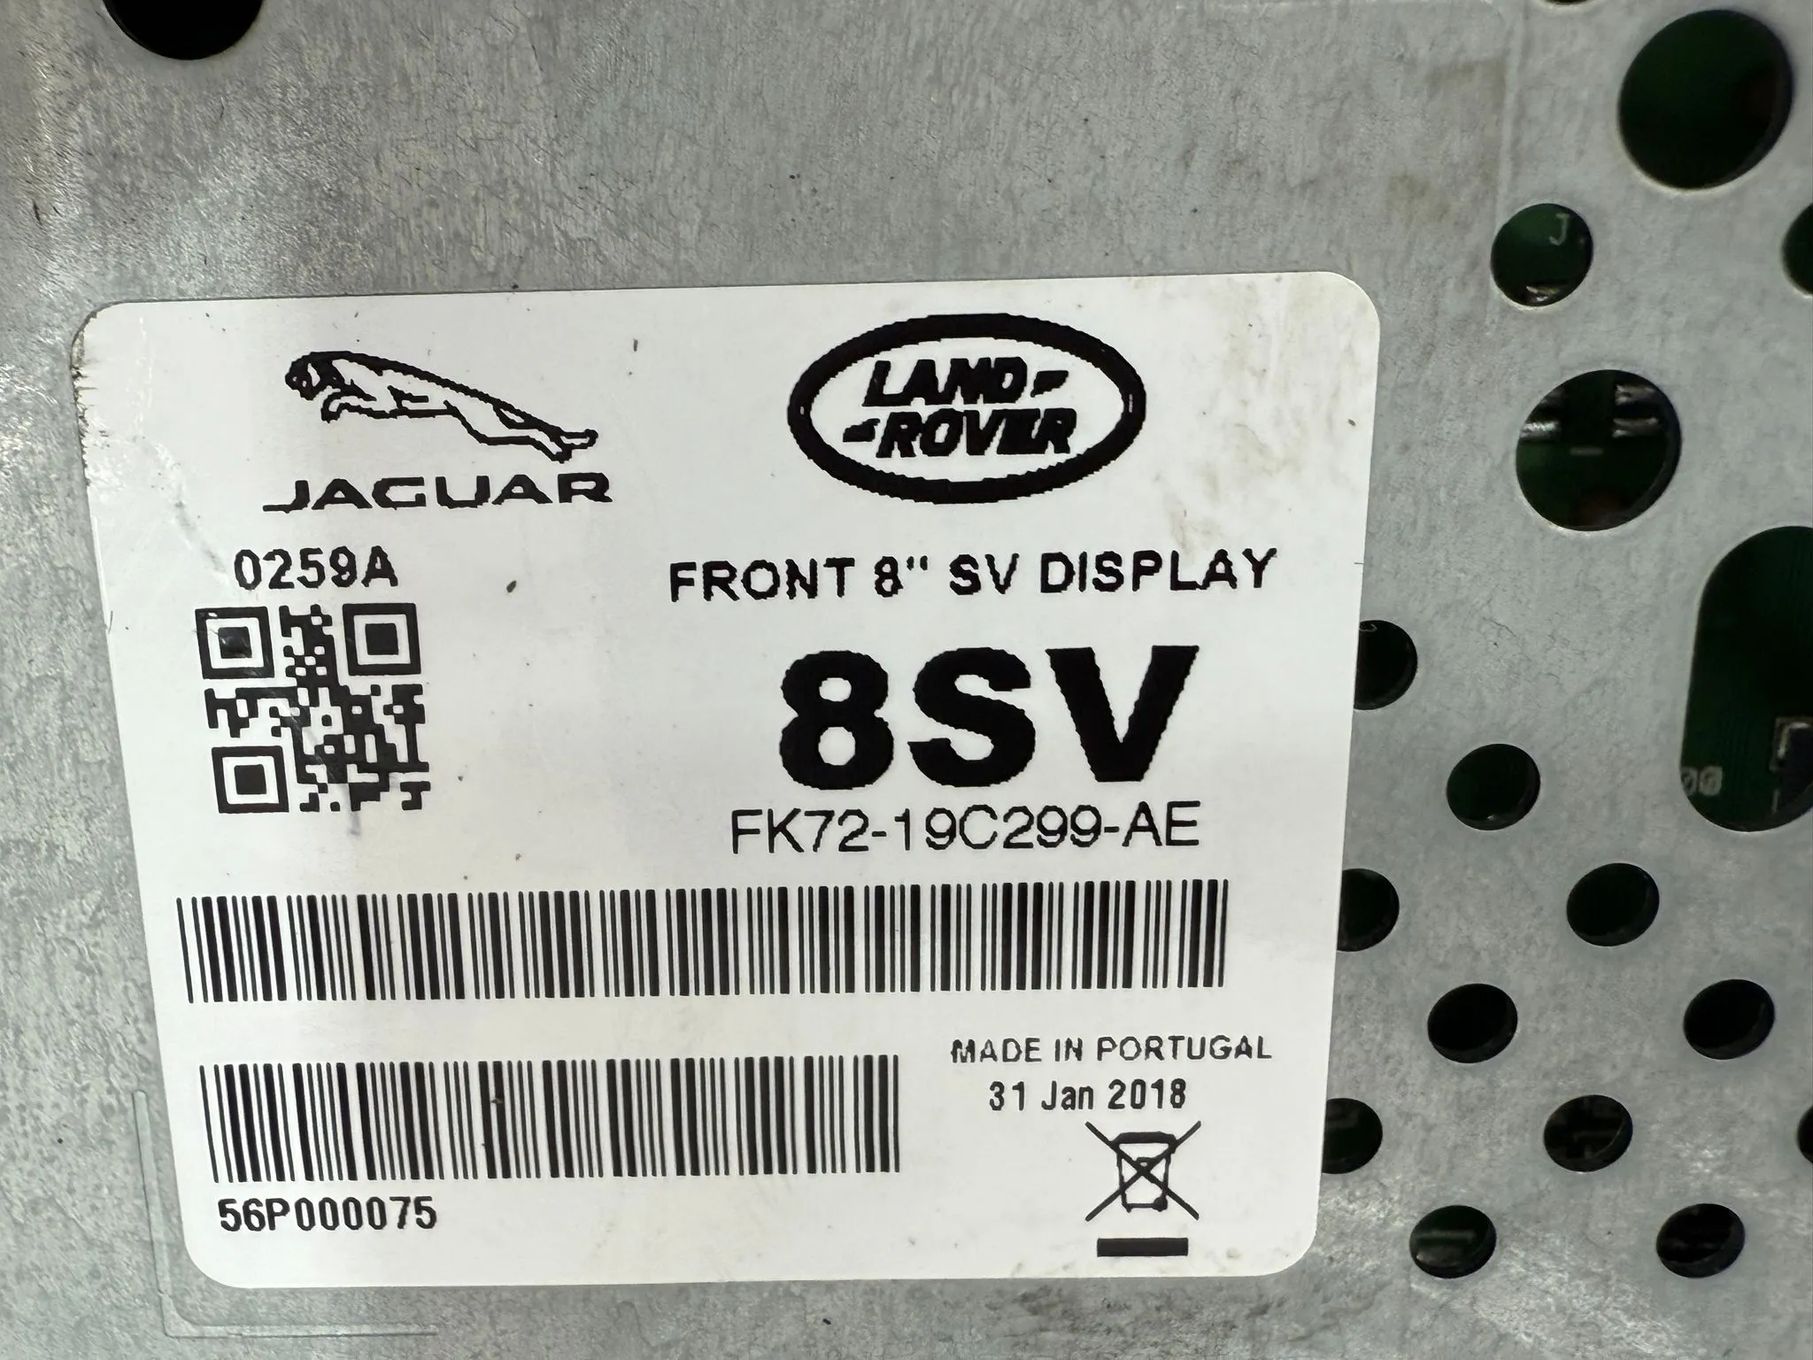 JAGUAR
LAND
ROVER
0259A
FRONT 8" SV DISPLAY
8SV
FK72-19C299-AE
MADE IN PORTUGAL
31 Jan 2018
56P000075